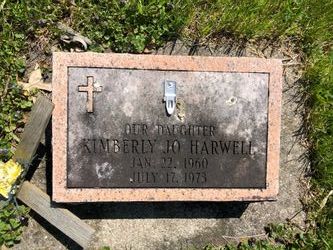 OUR DAUGHTER
KIMBERLY JO HARWELL
JAN. 22, 1960
JULY 17, 1973